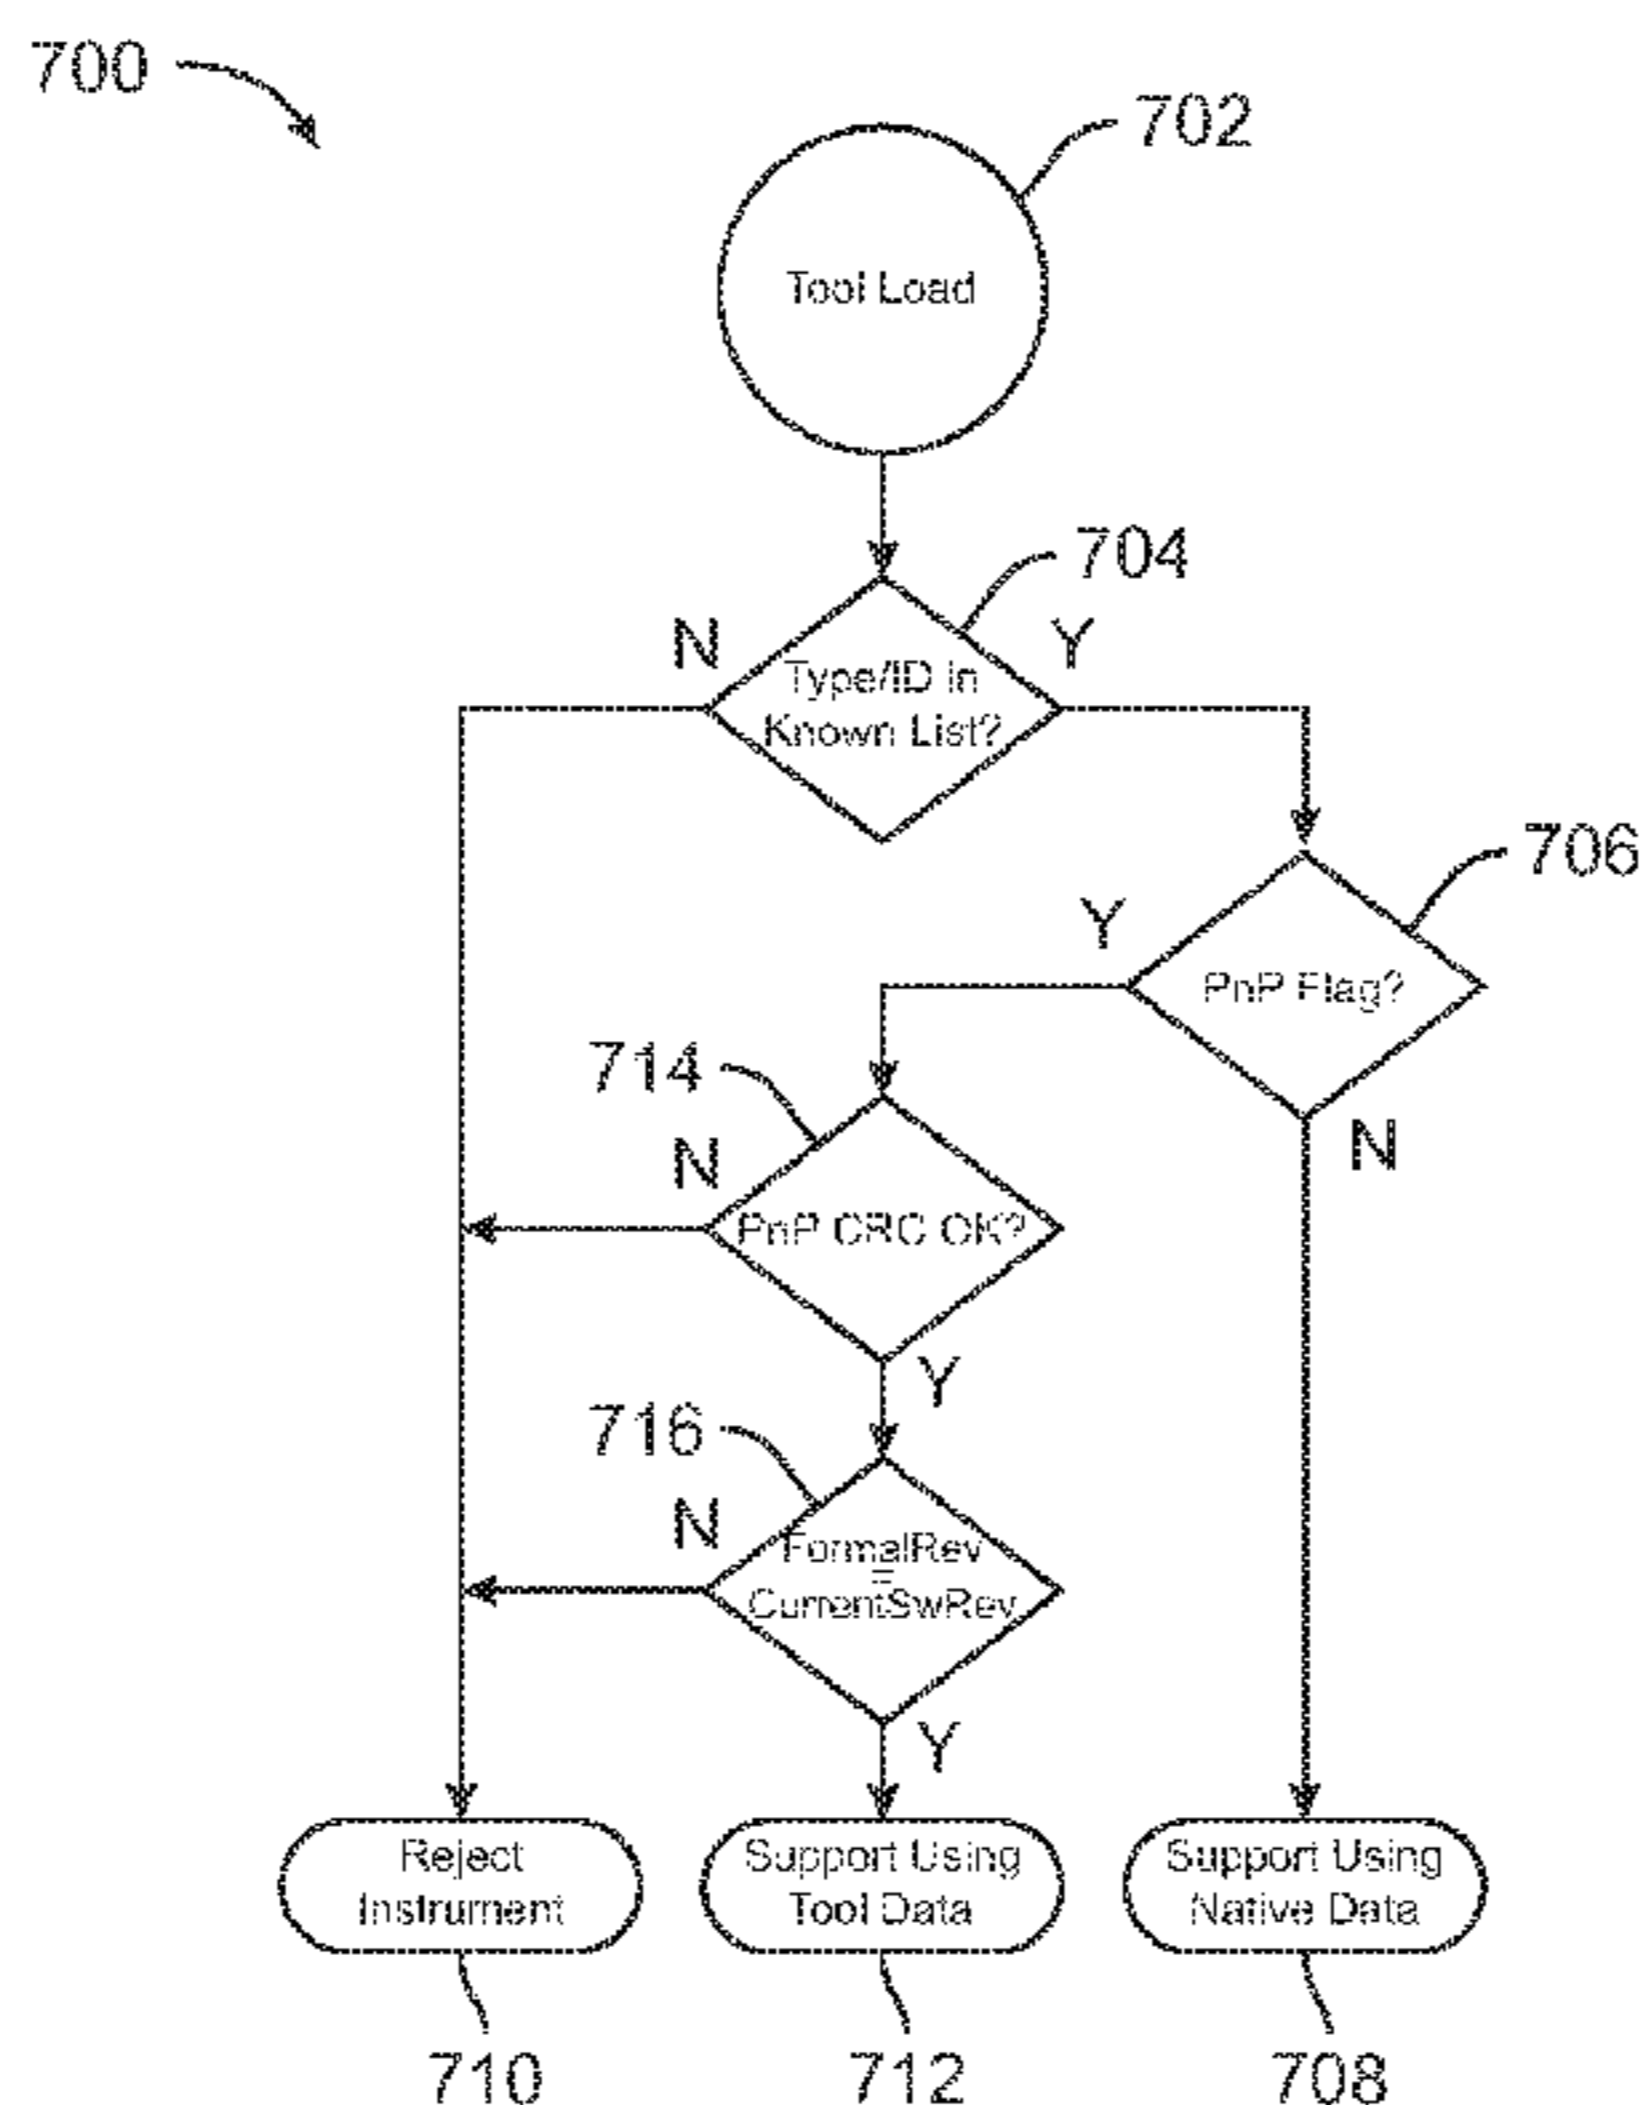 700
702
Tool Load
704
N
Y
Type/ID in
Known List?
706
Y
PnP Flag?
N
714
N
PnP CRC OK?
Y
716
N
FormalRev
=
CurrentSwRev
Y
Reject
Instrument
Support Using
Tool Data
Support Using
Native Data
710
712
708